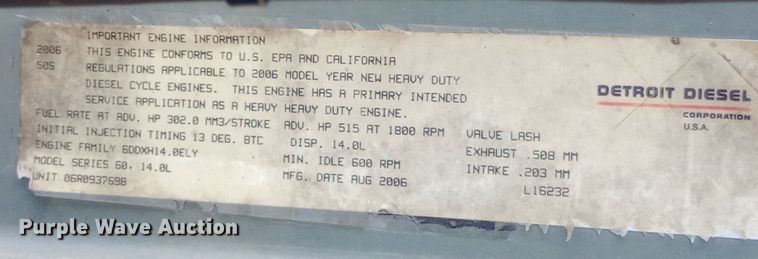 IMPORTANT ENGINE INFORMATION
2006 THIS ENGINE CONFORMS TO U.S. EPA AND CALIFORNIA
50S REGULATIONS APPLICABLE TO 2006 MODEL YEAR NEW HEAVY DUTY
DIESEL CYCLE ENGINES. THIS ENGINE HAS A PRIMARY INTENDED
SERVICE APPLICATION AS A HEAVY HEAVY DUTY ENGINE.
FUEL RATE AT ADV. HP 302.0 MM3/STROKE ADV. HP 515 AT 1800 RPM VALVE LASH
INITIAL INJECTION TIMING 13 DEG. BTC DISP. 14.0L EXHAUST .508 MM
ENGINE FAMILY 6DDXH14.0ELY MIN. IDLE 600 RPM INTAKE .203 MM
MODEL SERIES 60, 14.0L MFG. DATE AUG 2006 L16232
UNIT 06R0937698
DETROIT DIESEL
CORPORATION
U.S.A.
Purple Wave Auction